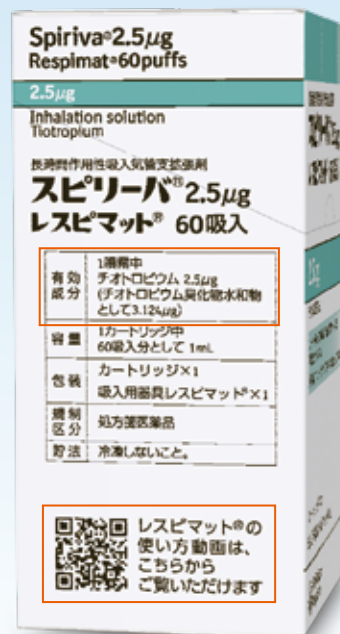 Spiriva®2.5μg
Respimat®60puffs
2.5μg
Inhalation solution
Tiotropium
長時間作用性吸入気管支拡張剤
スピリーバ® 2.5μg
レスピマット® 60吸入
有効成分
1噴霧中
チオトロピウム 2.5μg
(チオトロピウム臭化物水和物
として3.124μg)
容量
1カートリッジ中
60吸入分として 1mL
包装
カートリッジ×1
吸入用器具レスピマット®×1
規制区分
処方箋医薬品
貯法
冷凍しないこと。
レスピマット®の
使い方動画は、
こちらから
ご覧いただけます